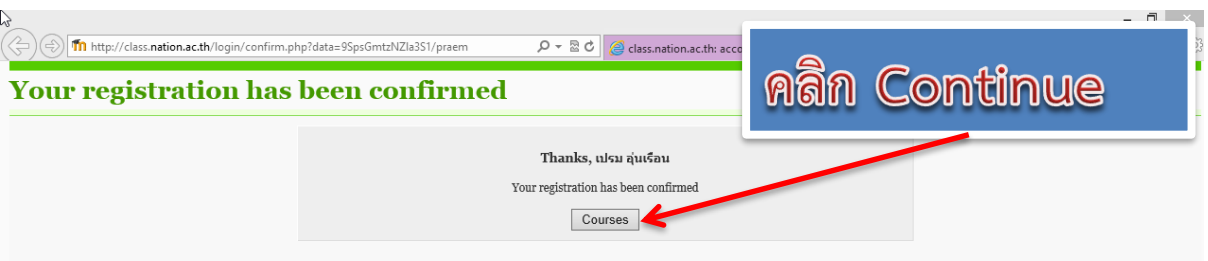 http://class.nation.ac.th/login/confirm.php?data=9SpsGmtzNZIa3S1/praem
class.nation.ac.th: acco
คลิก Continue
Your registration has been confirmed
Thanks, เปรม อุ่นเรือน
Your registration has been confirmed
Courses